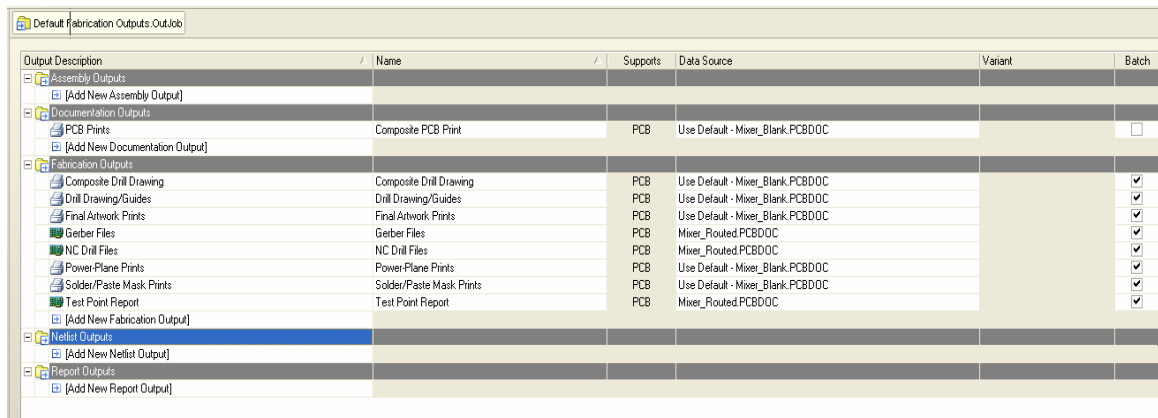 Default Fabrication Outputs.OutJob
Output Description Name Supports Data Source Variant Batch
Assembly Outputs
[Add New Assembly Output]
Documentation Outputs
PCB Prints Composite PCB Print PCB Use Default - Mixer_Blank.PCBDOC
[Add New Documentation Output]
Fabrication Outputs
Composite Drill Drawing Composite Drill Drawing PCB Use Default - Mixer_Blank.PCBDOC
Drill Drawing/Guides Drill Drawing/Guides PCB Use Default - Mixer_Blank.PCBDOC
Final Artwork Prints Final Artwork Prints PCB Use Default - Mixer_Blank.PCBDOC
Gerber Files Gerber Files PCB Mixer_Routed.PCBDOC
NC Drill Files NC Drill Files PCB Mixer_Routed.PCBDOC
Power-Plane Prints Power-Plane Prints PCB Use Default - Mixer_Blank.PCBDOC
Solder/Paste Mask Prints Solder/Paste Mask Prints PCB Use Default - Mixer_Blank.PCBDOC
Test Point Report Test Point Report PCB Mixer_Routed.PCBDOC
[Add New Fabrication Output]
Netlist Outputs
[Add New Netlist Output]
Report Outputs
[Add New Report Output]